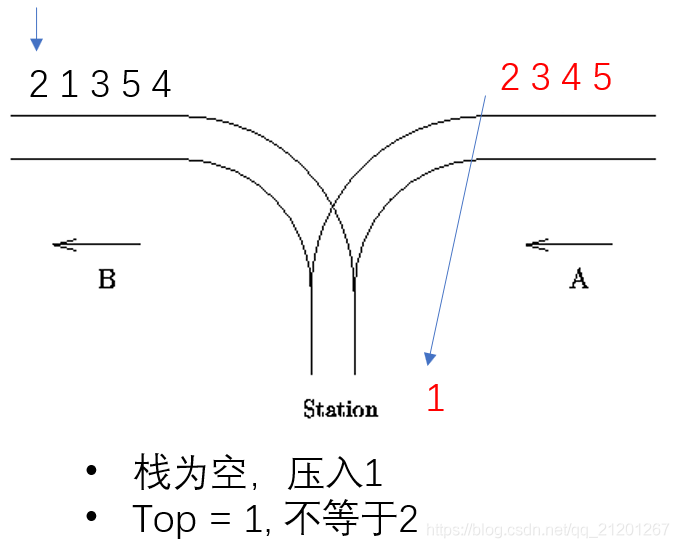 2 1 3 5 4
2 3 4 5
B
A
Station
1
• 栈为空，压入1
• Top = 1, 不等于2
https://blog.csdn.net/qq_21201267